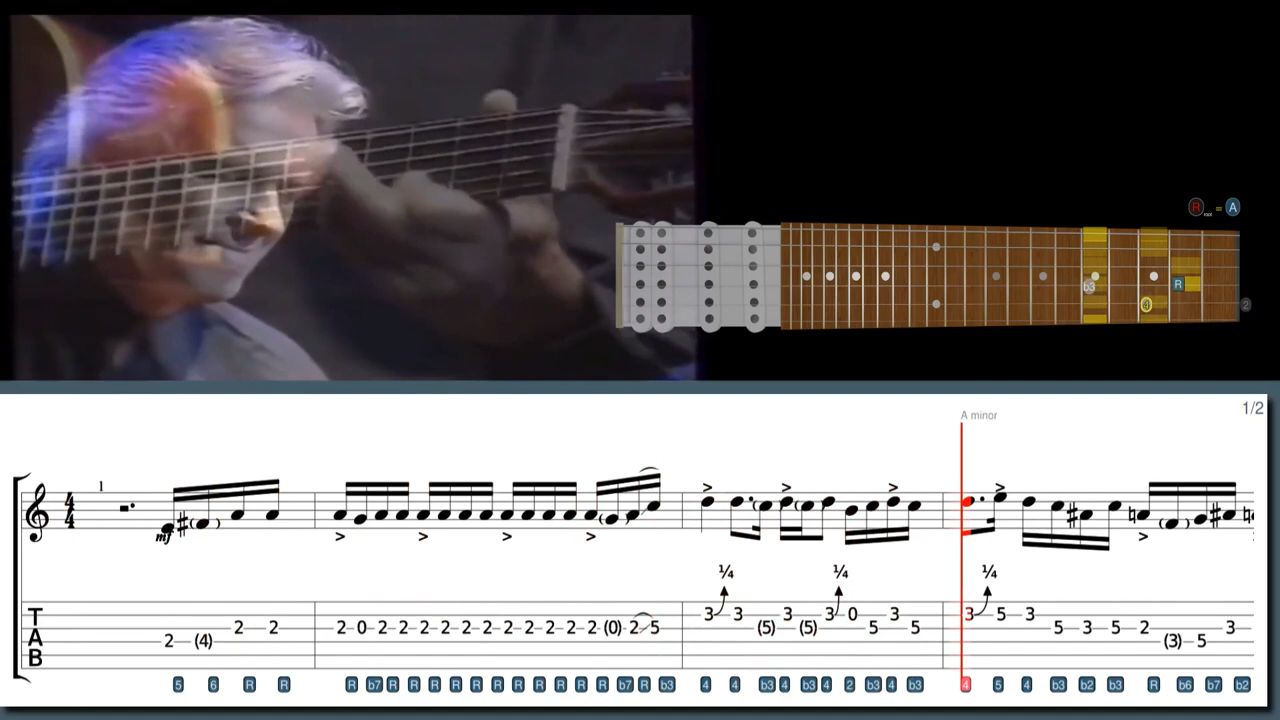 R = A
b3 R
4 2
1/2
A minor
1
4
4
mf
1/4 1/4 1/4
3 3 3 3 0 3 3 5 3
2 2 2 0 2 2 2 2 2 2 2 2 2 2 2 (0) 2 5 (5) (5) 5 5 5 3 5 2 3
2 (4) (3) 5
T
A
B
5 6 R R R b7 R R R R R R R R R R R R b7 R b3 4 4 b3 4 b3 4 2 b3 4 b3 4 5 4 b3 b2 b3 R b6 b7 b2